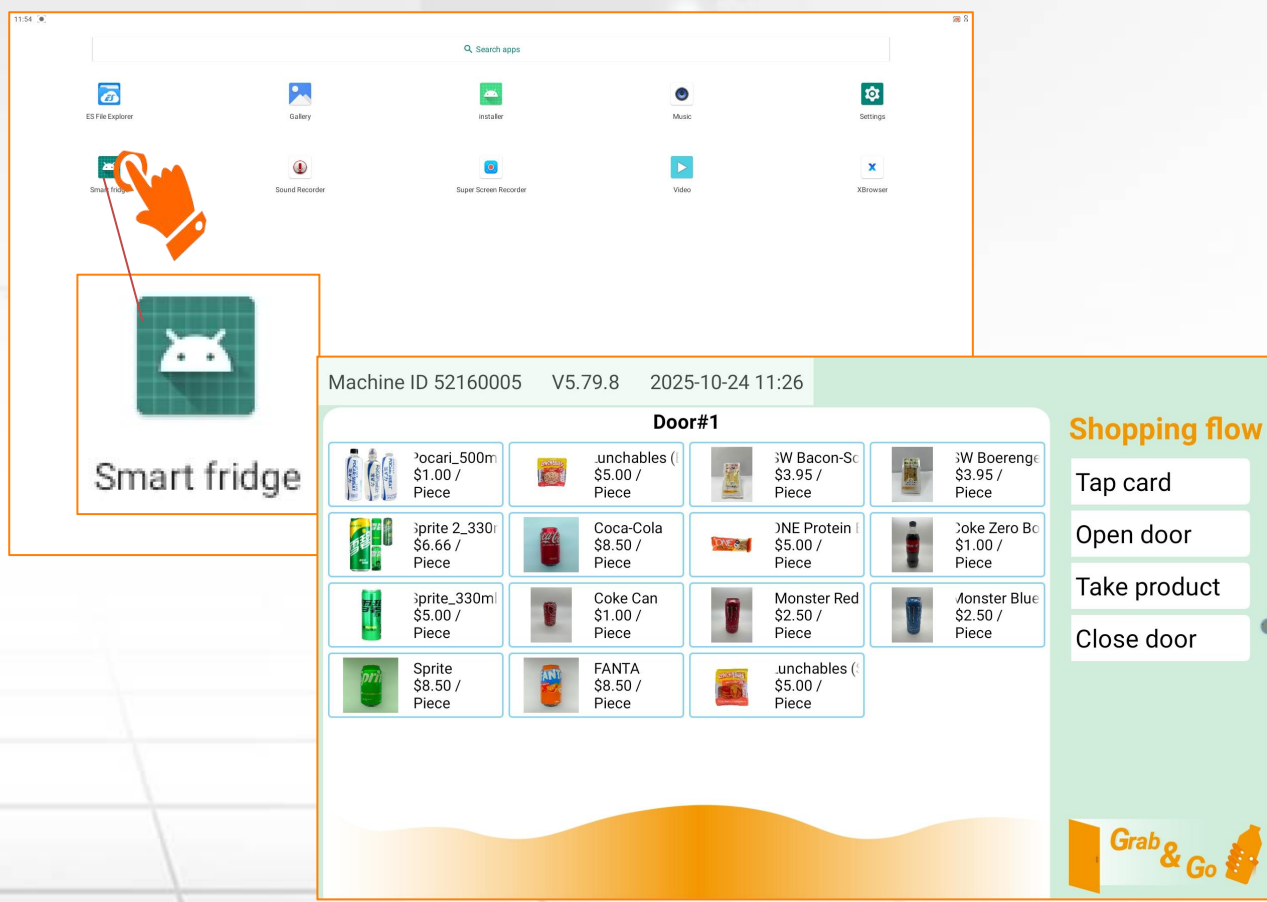 11:54
Search apps
ES File Explorer
Gallery
installer
Music
Settings
Smart fridge
Sound Recorder
Super Screen Recorder
Video
XBrowser
Smart fridge
Machine ID 52160005 V5.79.8 2025-10-24 11:26
Door#1
Pocari_500m
$1.00 /
Piece
Lunchables (
$5.00 /
Piece
SW Bacon-Sc
$3.95 /
Piece
SW Boerenge
$3.95 /
Piece
Sprite 2_330
$6.66 /
Piece
Coca-Cola
$8.50 /
Piece
ONE Protein
$5.00 /
Piece
Coke Zero Bo
$1.00 /
Piece
Sprite_330ml
$5.00 /
Piece
Coke Can
$1.00 /
Piece
Monster Red
$2.50 /
Piece
Monster Blue
$2.50 /
Piece
Sprite
$8.50 /
Piece
FANTA
$8.50 /
Piece
Lunchables (
$5.00 /
Piece
Shopping flow
Tap card
Open door
Take product
Close door
Grab & Go